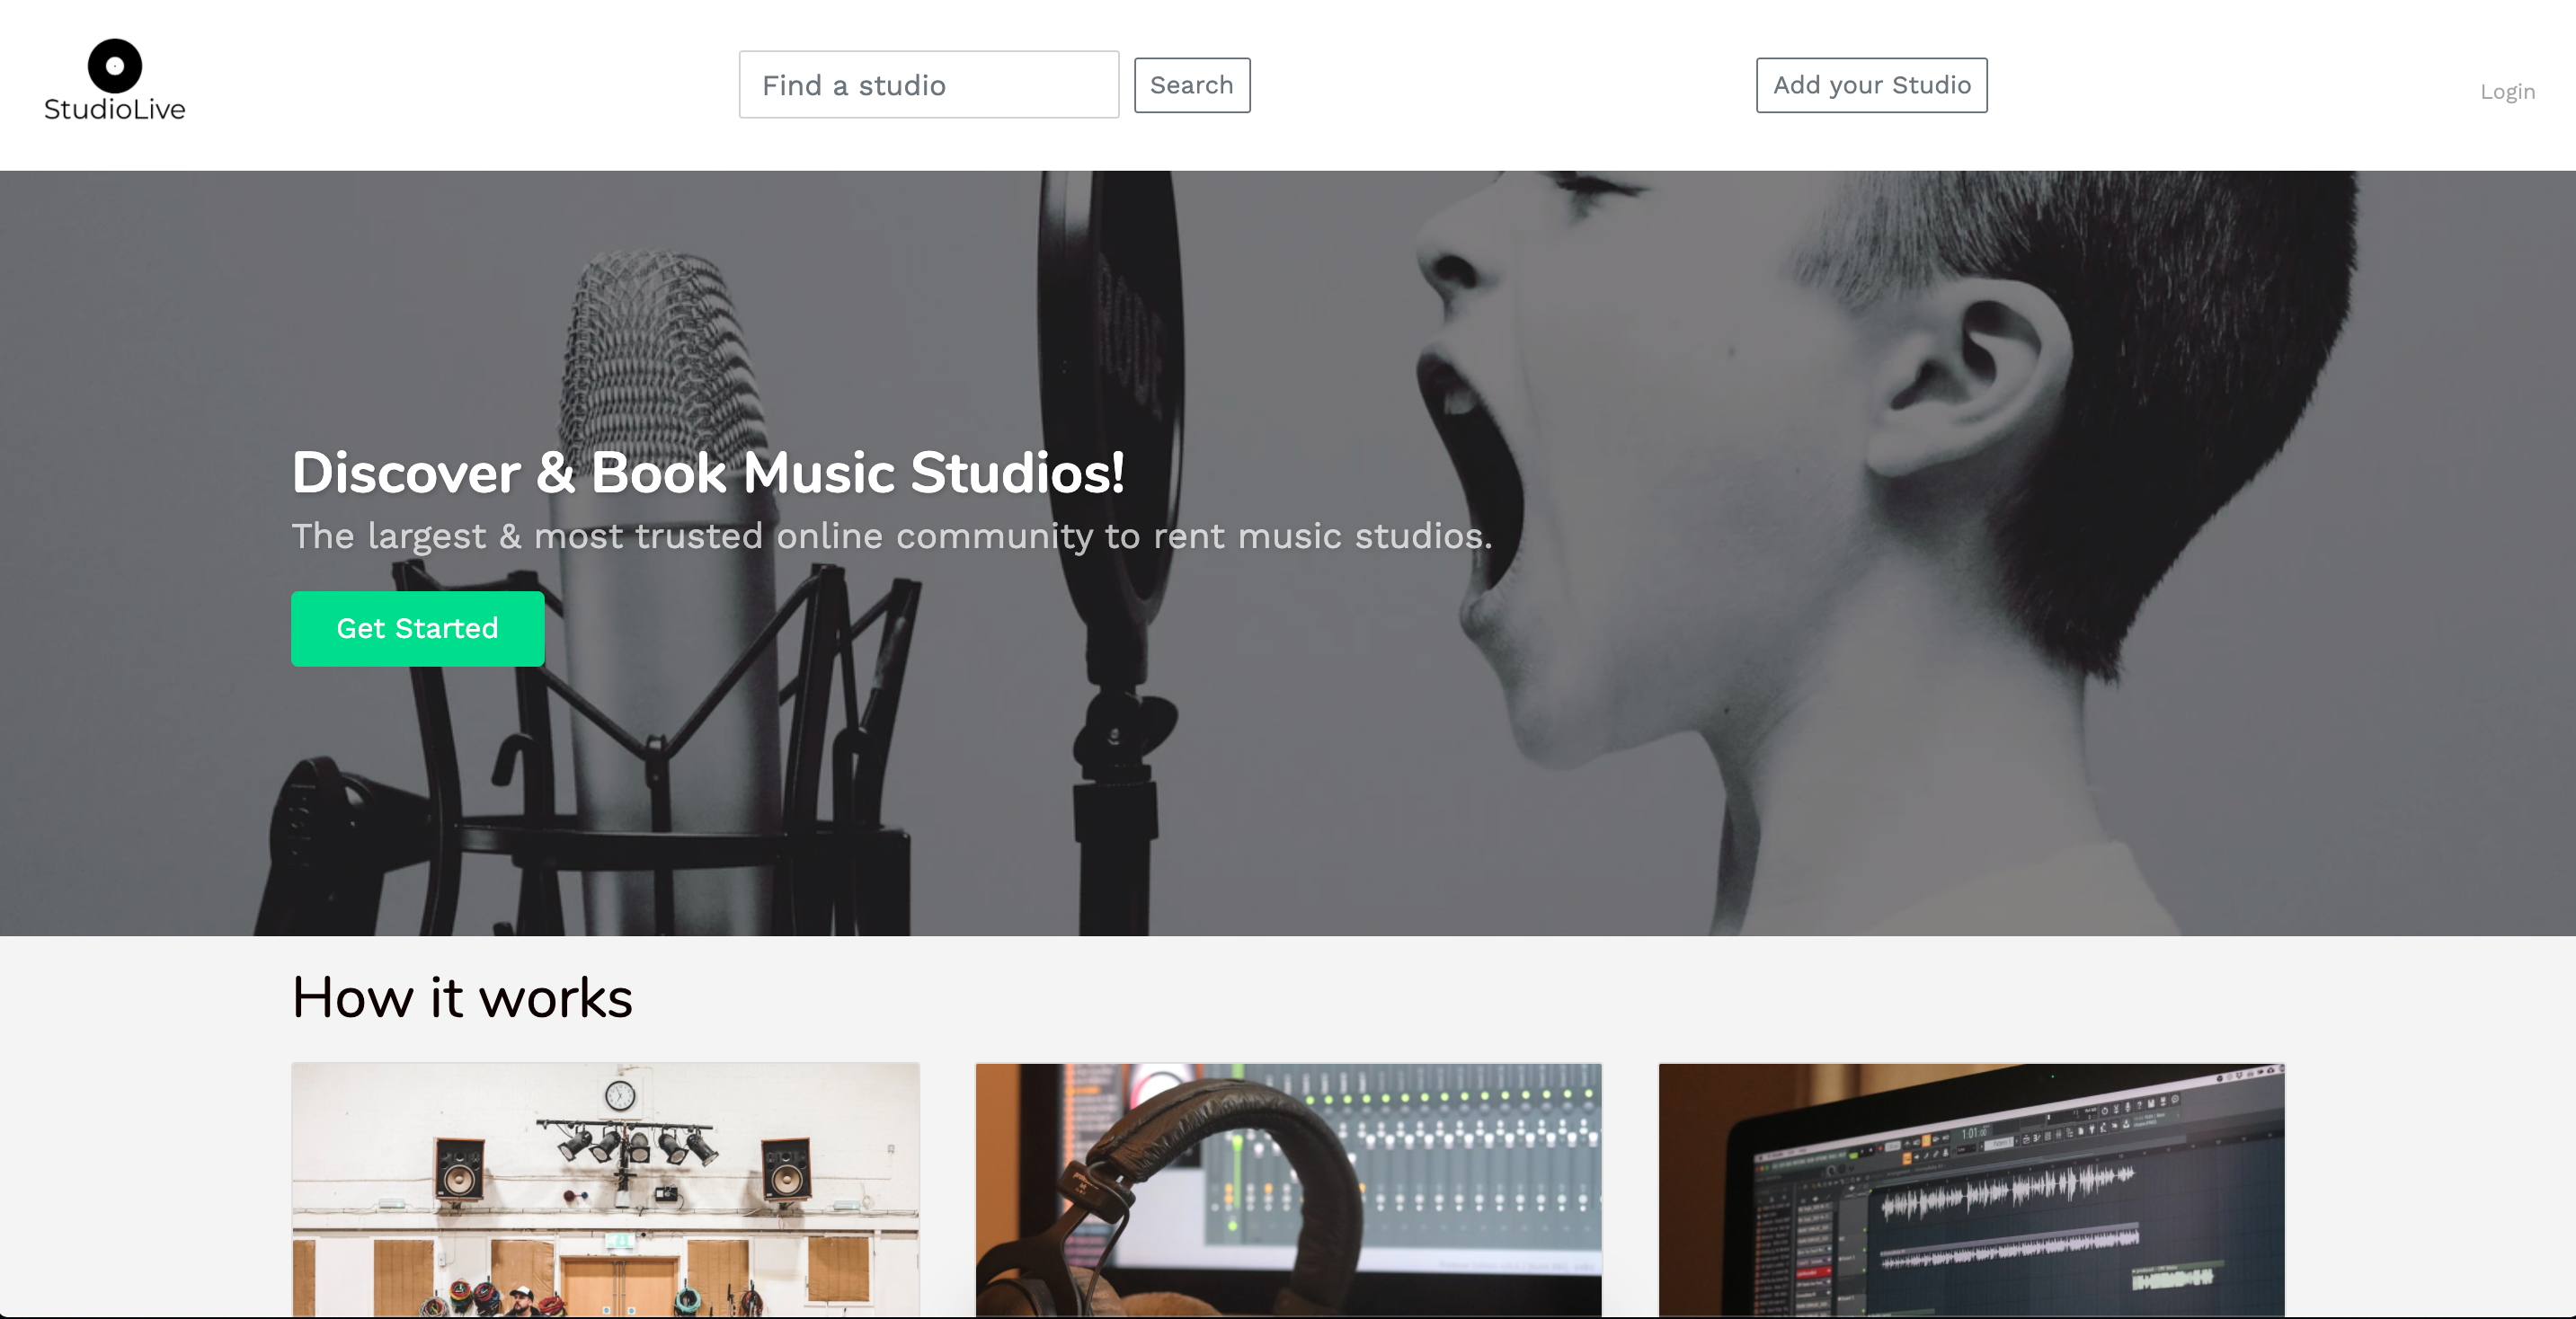 StudioLive
Find a studio
Search
Add your Studio
Login
Discover & Book Music Studios!
The largest & most trusted online community to rent music studios.
Get Started
How it works